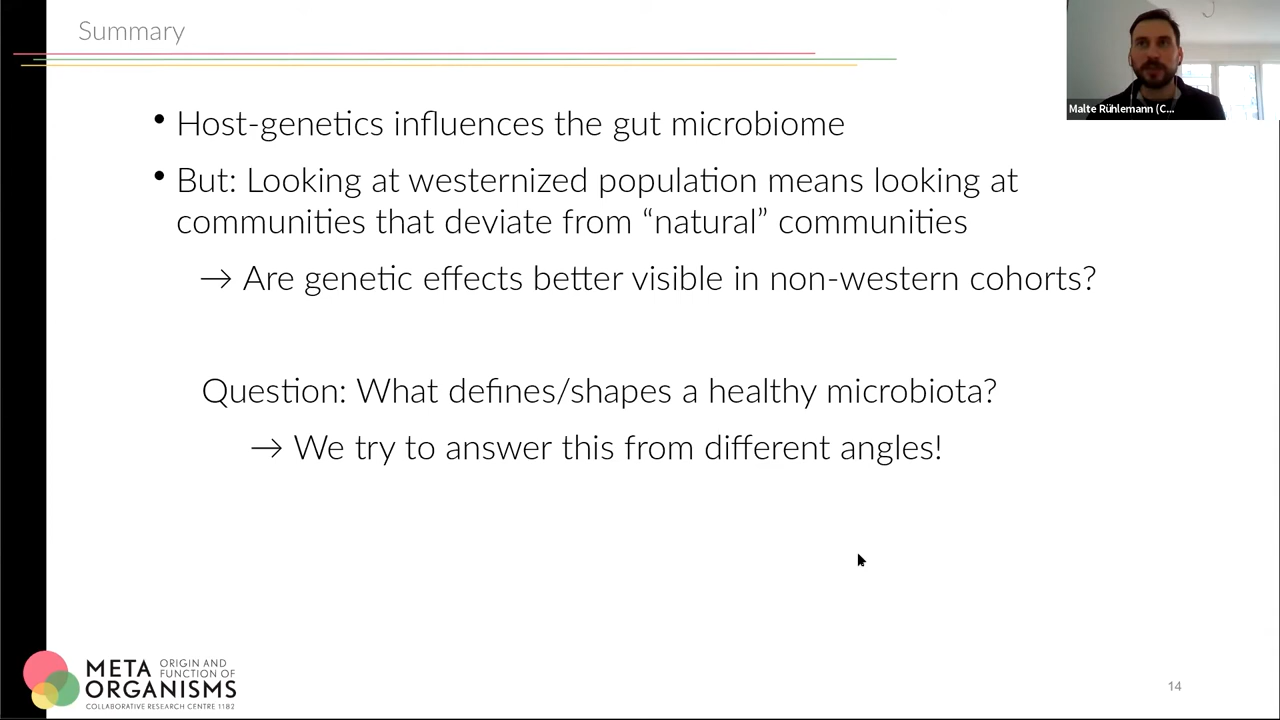 Summary
Malte Rühlemann (C...
• Host-genetics influences the gut microbiome
• But: Looking at westernized population means looking at
communities that deviate from “natural” communities
→ Are genetic effects better visible in non-western cohorts?
Question: What defines/shapes a healthy microbiota?
→ We try to answer this from different angles!
META ORIGIN AND
FUNCTION OF
ORGANISMS
COLLABORATIVE RESEARCH CENTRE 1182
14